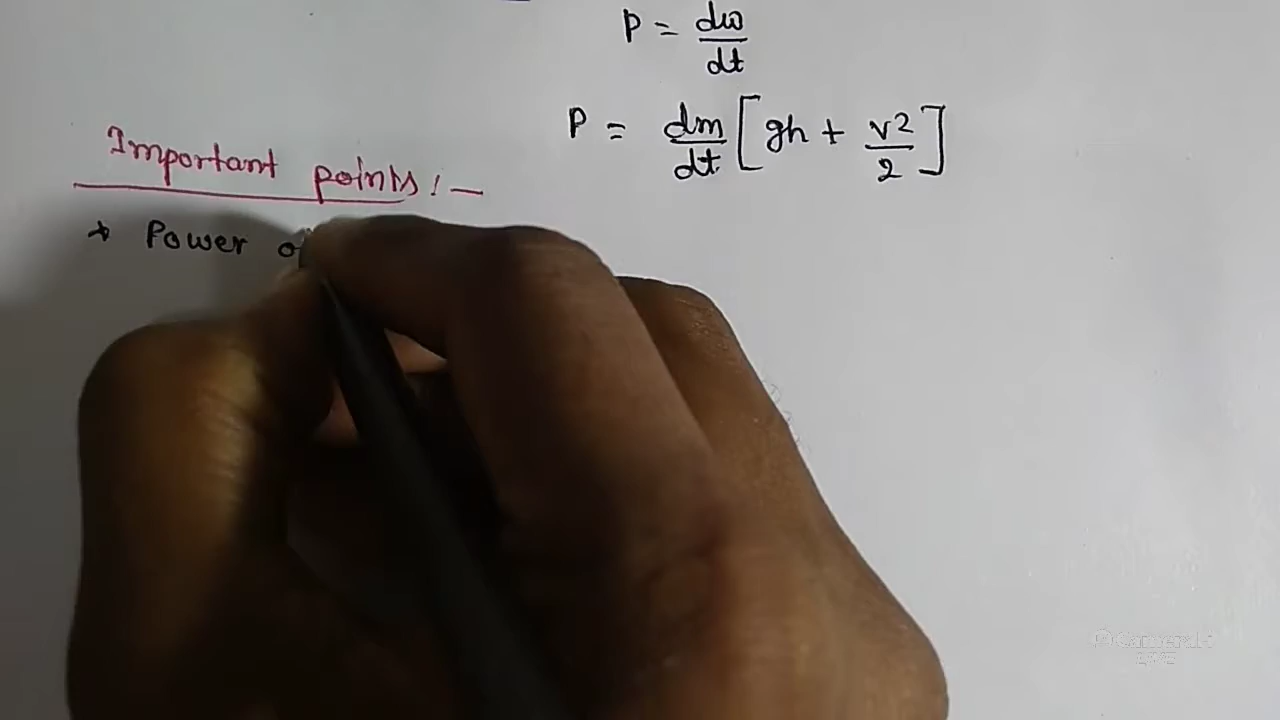 P = dw/dt
P = dm/dt [gh + v²/2]
Important points:-
* Power